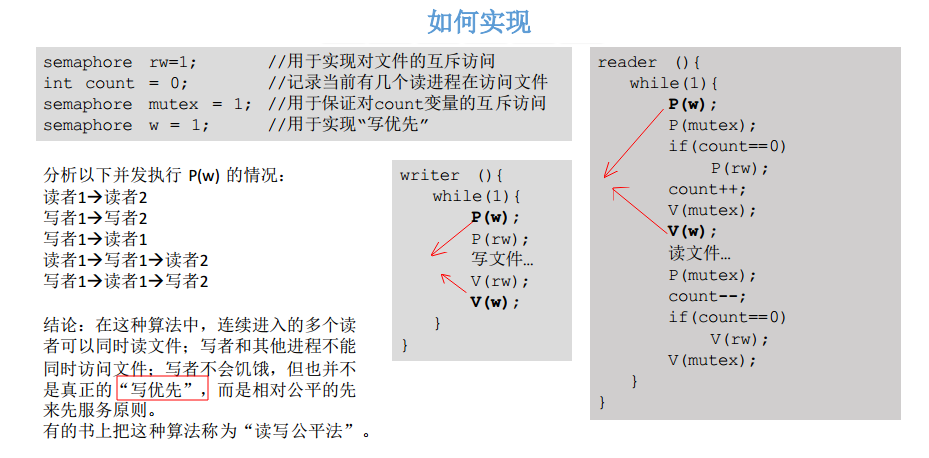 如何实现
semaphore rw=1; //用于实现对文件的互斥访问
int count = 0; //记录当前有几个读进程在访问文件
semaphore mutex = 1; //用于保证对count变量的互斥访问
semaphore w = 1; //用于实现“写优先”
分析以下并发执行 P(w) 的情况：
读者1→读者2
写者1→写者2
写者1→读者1
读者1→写者1→读者2
写者1→读者1→写者2
结论：在这种算法中，连续进入的多个读
者可以同时读文件；写者和其他进程不能
同时访问文件；写者不会饥饿，但也并不
是真正的“写优先”，而是相对公平的先
来先服务原则。
有的书上把这种算法称为“读写公平法”。
writer (){
while(1){
P(w);
P(rw);
写文件…
V(rw);
V(w);
}
}
reader (){
while(1){
P(w);
P(mutex);
if(count==0)
P(rw);
count++;
V(mutex);
V(w);
读文件…
P(mutex);
count--;
if(count==0)
V(rw);
V(mutex);
}
}